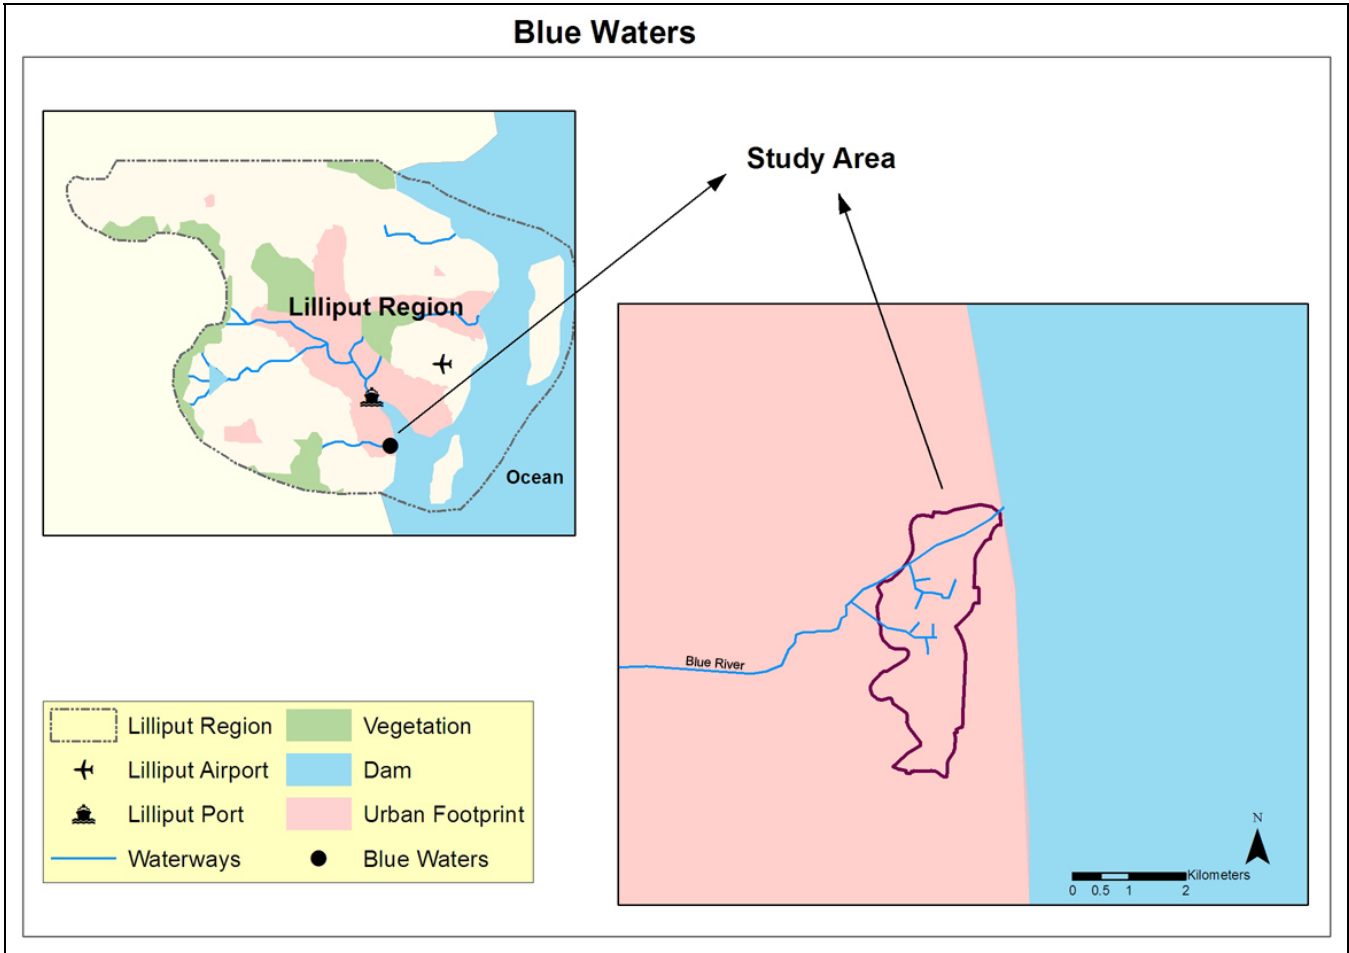 Blue Waters
Study Area
Lilliput Region
Ocean
Blue River
N
Kilometers
0 0.5 1 2
Lilliput Region
Vegetation
Lilliput Airport
Dam
Lilliput Port
Urban Footprint
Waterways
Blue Waters